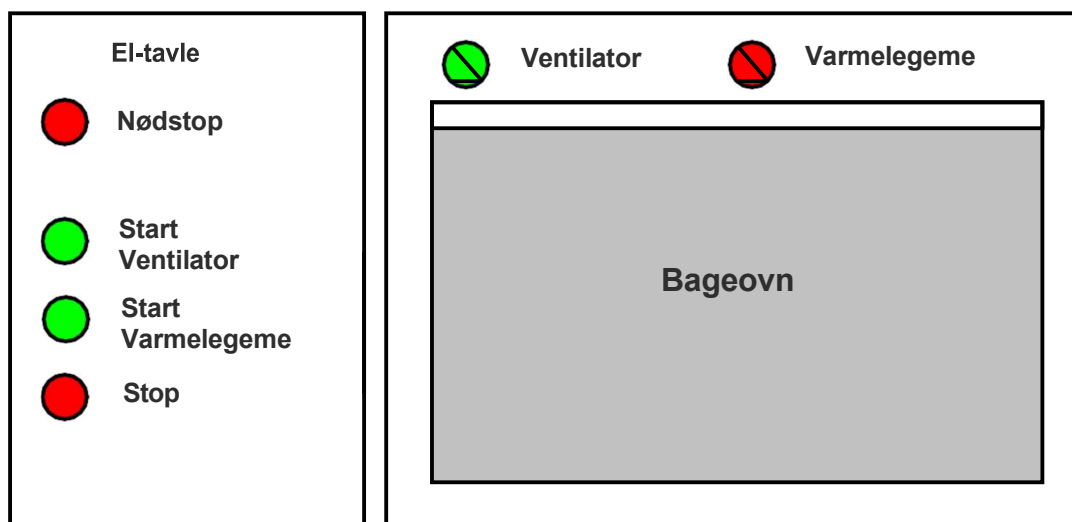 El-tavle
Nødstop
Start
Ventilator
Start
Varmelegeme
Stop
Ventilator
Varmelegeme
Bageovn